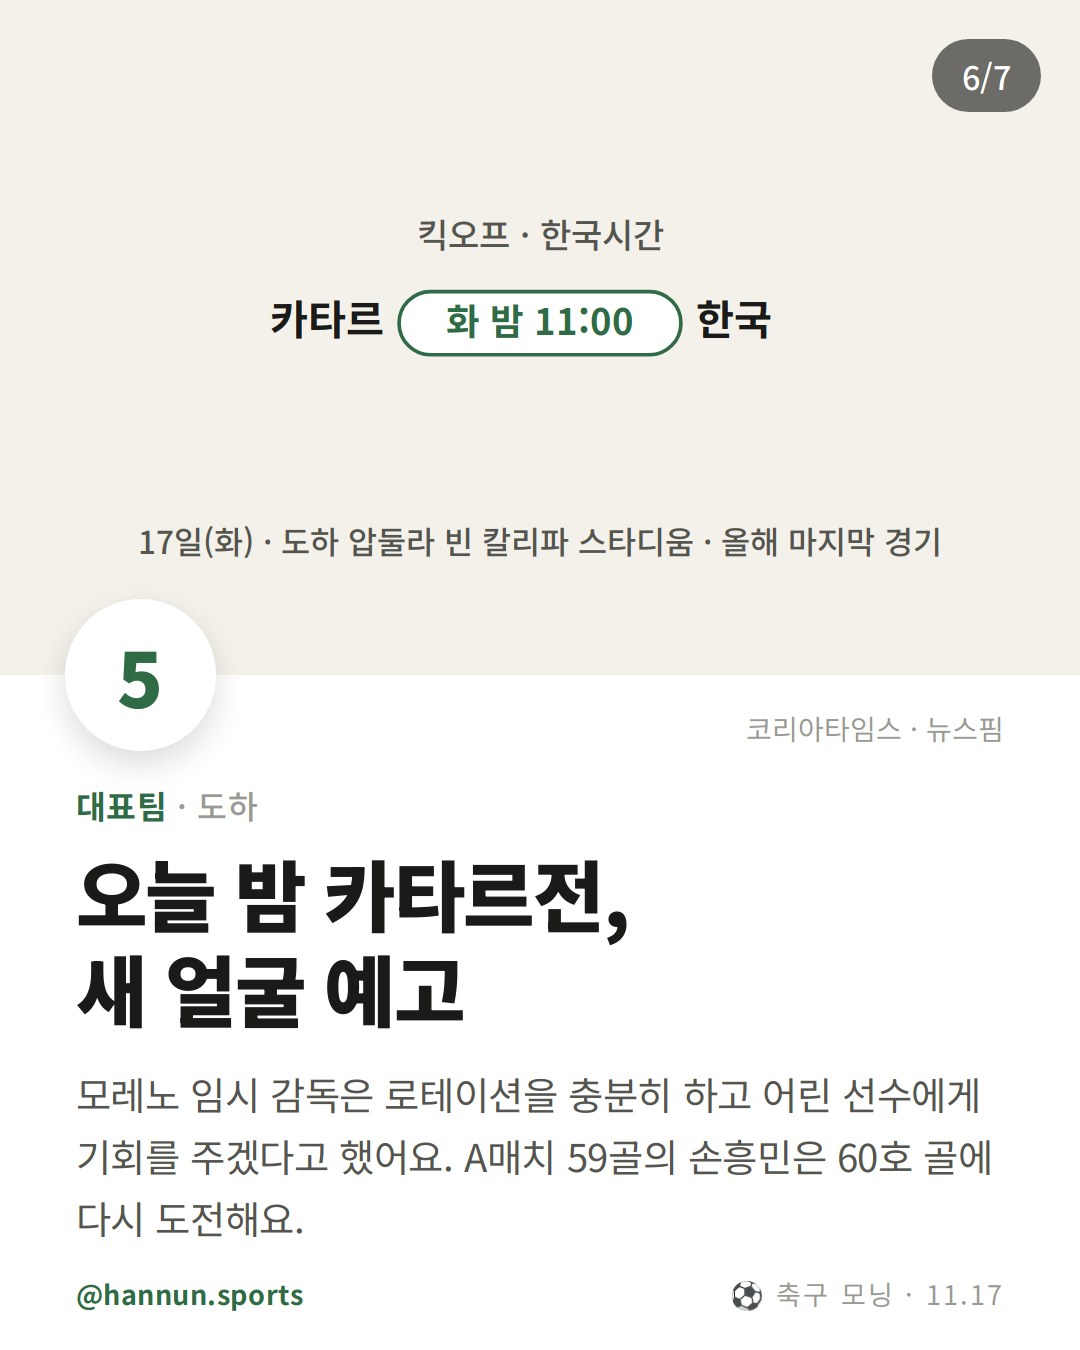 6/7
킥오프 · 한국시간
카타르 화 밤 11:00 한국
17일(화) · 도하 압둘라 빈 칼리파 스타디움 · 올해 마지막 경기
5
코리아타임스 · 뉴스핌
대표팀 · 도하
오늘 밤 카타르전,
새 얼굴 예고
모레노 임시 감독은 로테이션을 충분히 하고 어린 선수에게
기회를 주겠다고 했어요. A매치 59골의 손흥민은 60호 골에
다시 도전해요.
@hannun.sports
⚽ 축구 모닝 · 11.17